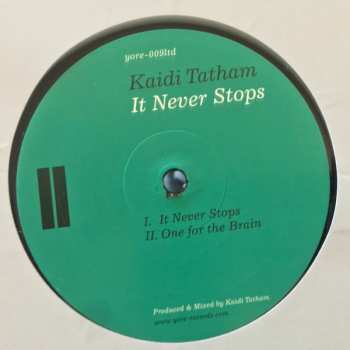 yore-009ltd
Kaidi Tatham
It Never Stops
II
I. It Never Stops
II. One for the Brain
Produced & Mixed by Kaidi Tatham.
www.yore-records.com